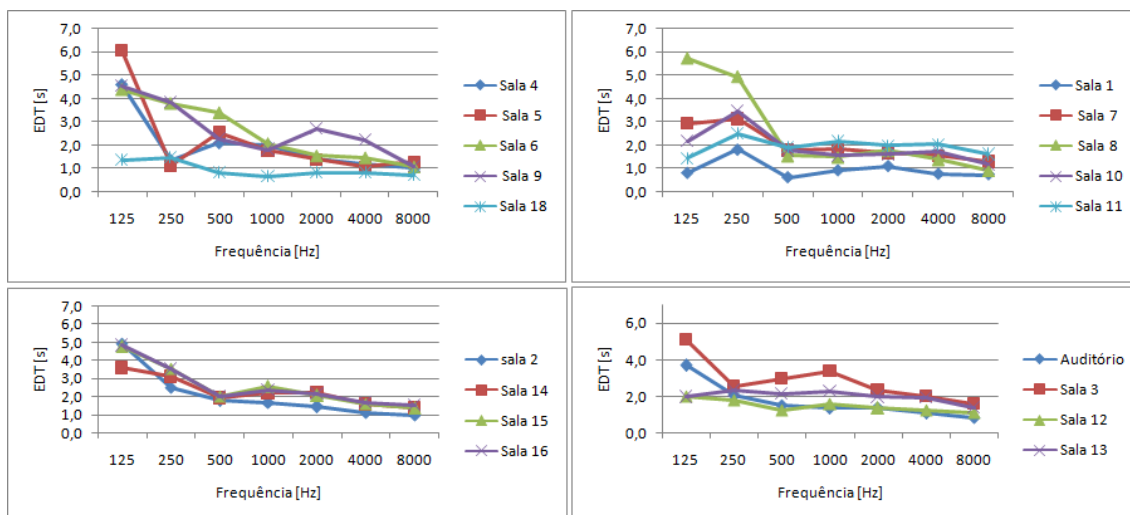 7,0
6,0
5,0
4,0
3,0
2,0
1,0
0,0
EDT [s]
125 250 500 1000 2000 4000 8000
Frequência [Hz]
Sala 4
Sala 5
Sala 6
Sala 9
Sala 18
7,0
6,0
5,0
4,0
3,0
2,0
1,0
0,0
EDT [s]
125 250 500 1000 2000 4000 8000
Frequência [Hz]
Sala 1
Sala 7
Sala 8
Sala 10
Sala 11
7,0
6,0
5,0
4,0
3,0
2,0
1,0
0,0
EDT [s]
125 250 500 1000 2000 4000 8000
Frequência [Hz]
sala 2
Sala 14
Sala 15
Sala 16
6,0
4,0
2,0
0,0
EDT [s]
125 250 500 1000 2000 4000 8000
Frequência [Hz]
Auditório
Sala 3
Sala 12
Sala 13